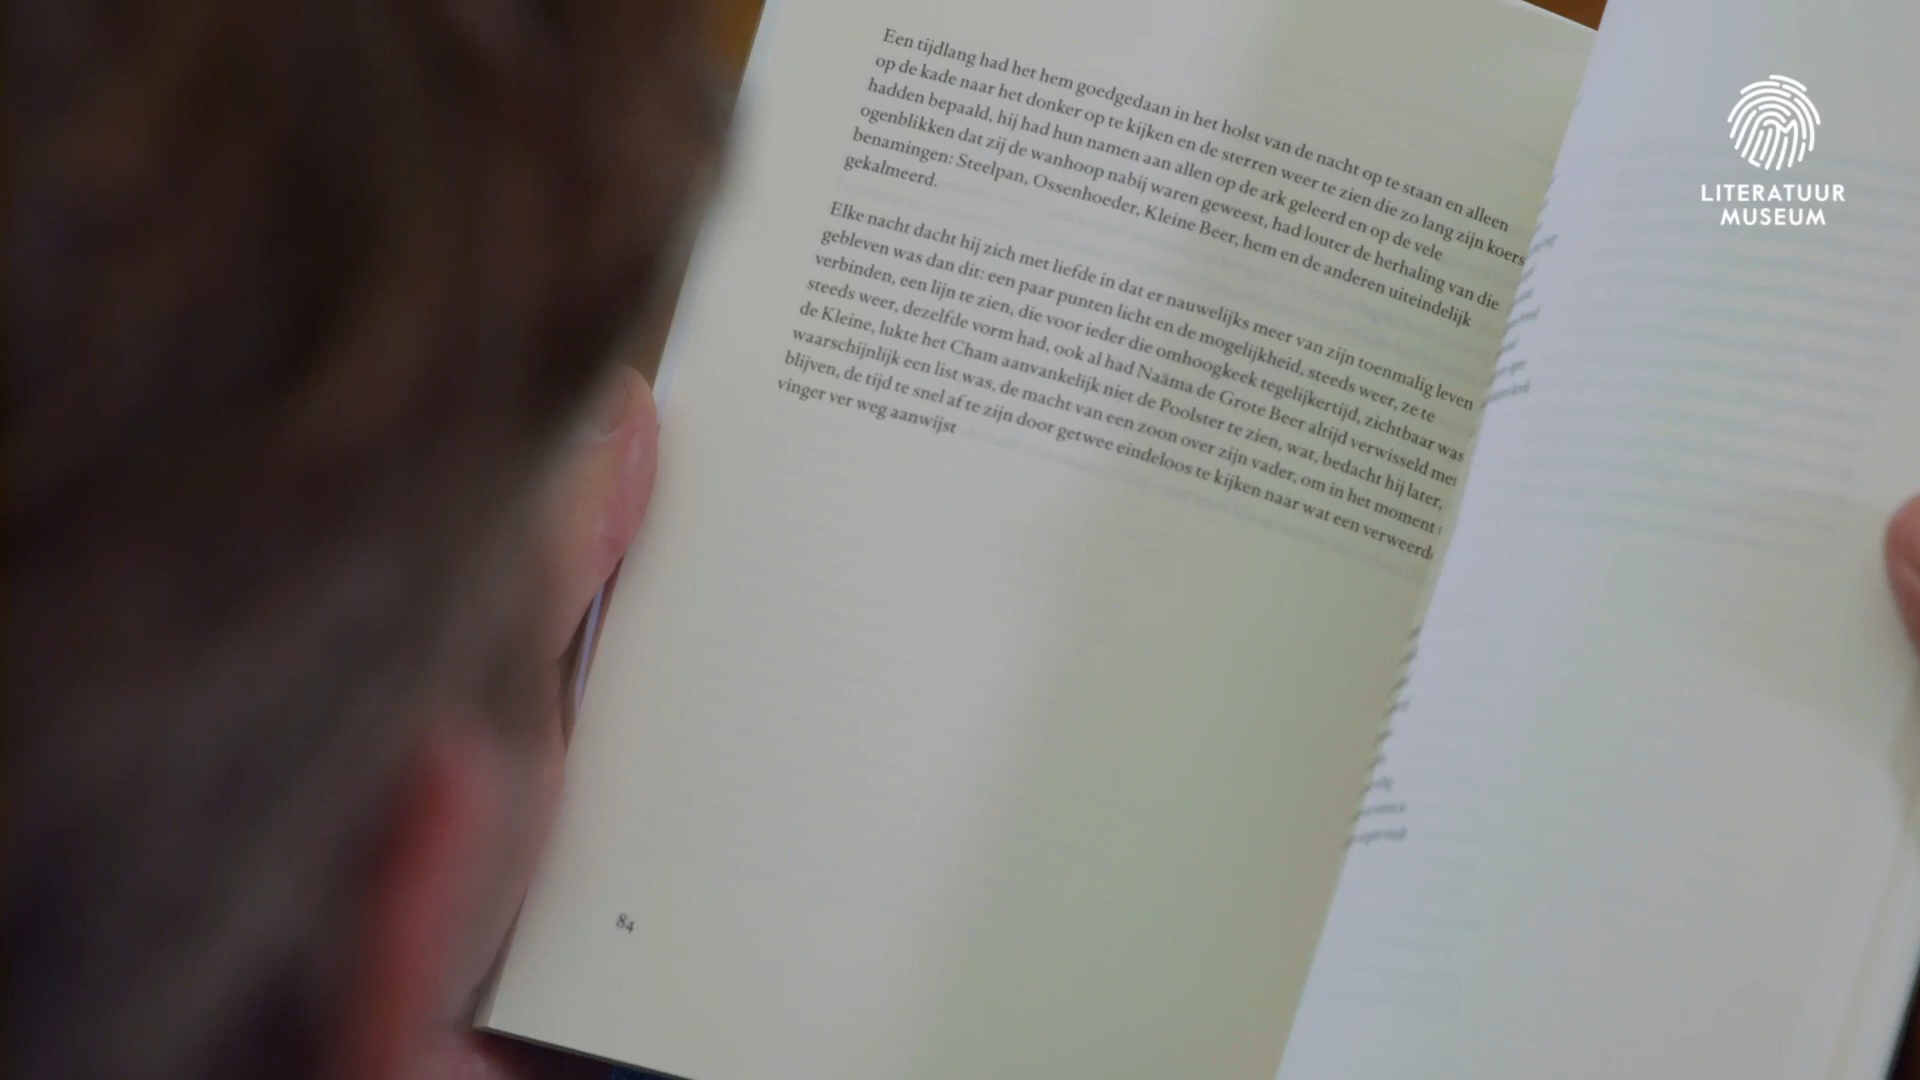 Een tijdlang had het hem goedgedaan in het holst van de nacht op te staan en alleen
op de kade naar het donker op te kijken en de sterren weer te zien die zo lang zijn koers
hadden bepaald, hij had hun namen aan allen op de ark geleerd en op de vele
ogenblikken dat zij de wanhoop nabij waren geweest, had louter de herhaling van die
benamingen: Steelpan, Ossenhoeder, Kleine Beer, hem en de anderen uiteindelijk
gekalmeerd.
Elke nacht dacht hij zich met liefde in dat er nauwelijks meer van zijn toenmalig leven
gebleven was dan dit: een paar punten licht en de mogelijkheid, steeds weer, ze te
verbinden, een lijn te zien, die voor ieder die omhoogkeek tegelijkertijd, zichtbaar was
steeds weer, dezelfde vorm had, ook al had Naäma de Grote Beer altijd verwisseld met
de Kleine, lukte het Cham aanvankelijk niet de Poolster te zien, wat, bedacht hij later,
waarschijnlijk een list was, de macht van een zoon over zijn vader, om in het moment
blijven, de tijd te snel af te zijn door getwee eindeloos te kijken naar wat een verweerd
vinger ver weg aanwijst
84
LITERATUUR
MUSEUM